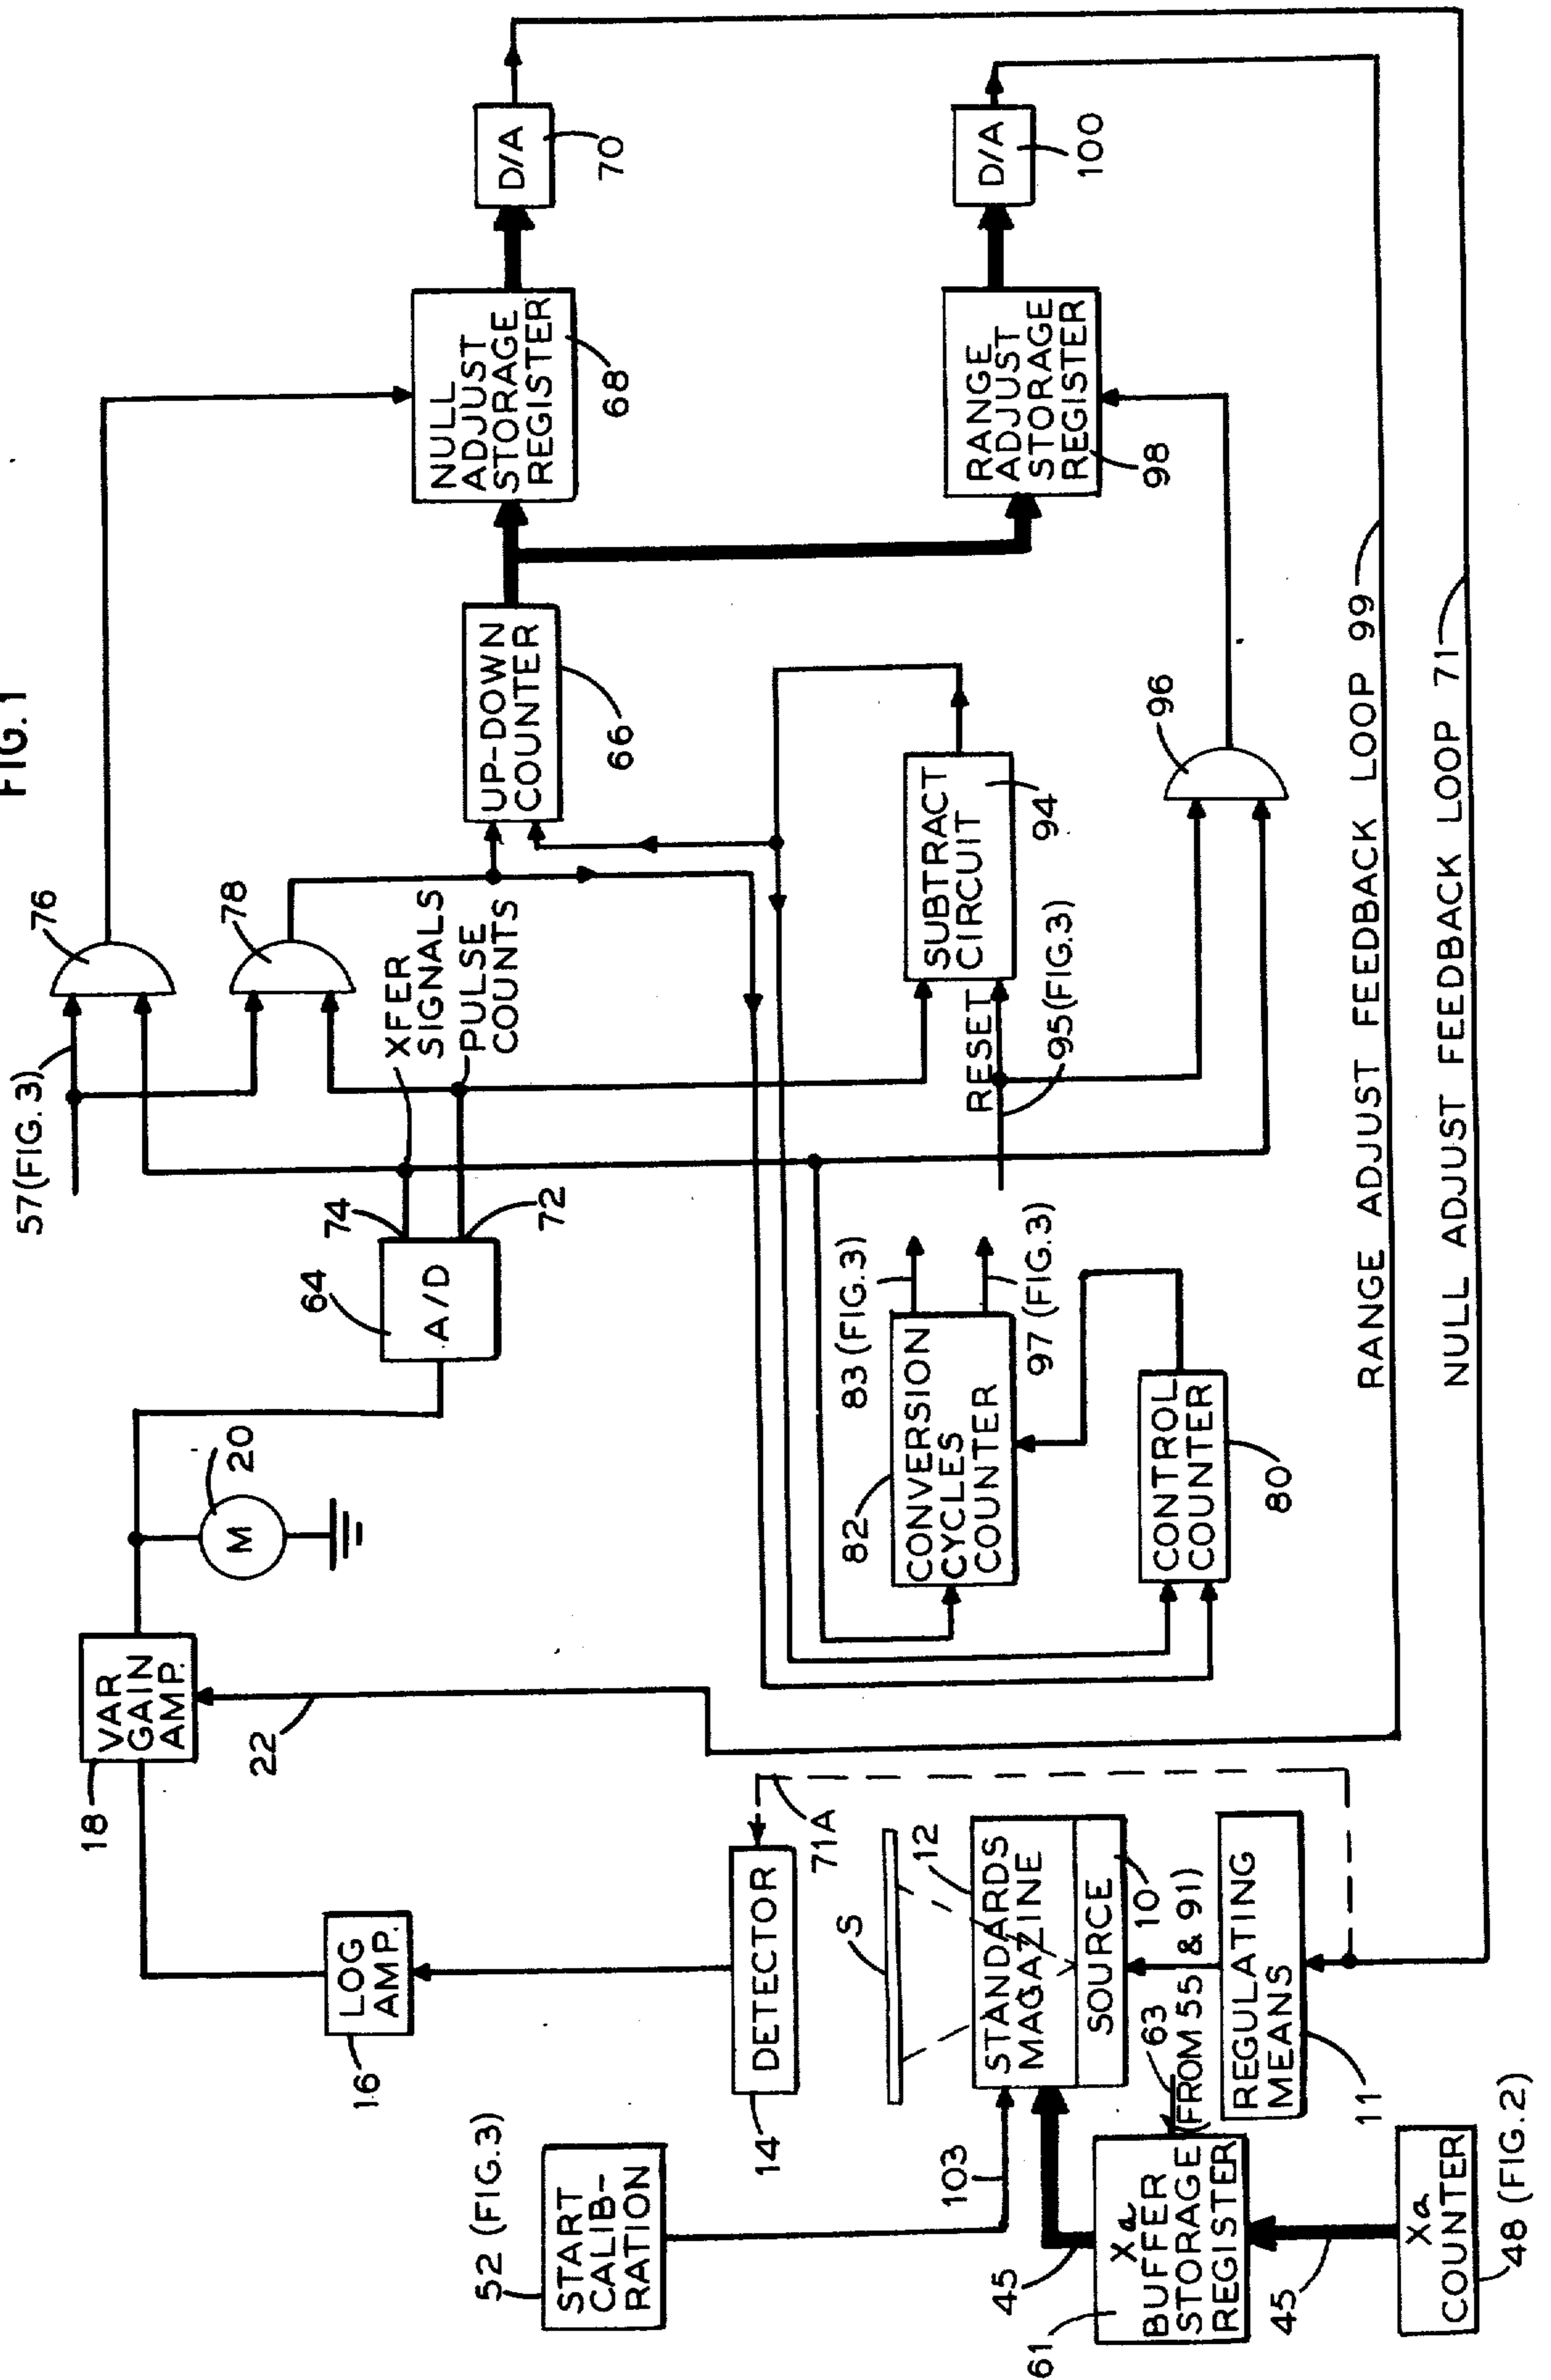 FIG. 1
57 (FIG. 3)
76
78
XFER
SIGNALS
PULSE
COUNTS
74
72
64
A/D
20
M
VAR
GAIN
AMP.
18
22
LOG
AMP.
16
DETECTOR
14
71A
S
12
STANDARDS
MAGAZINE
SOURCE
10
REGULATING
MEANS
11
63
(FROM 55 & 91)
52 (FIG. 3)
START
CALIB-
RATION
103
45
Xa
BUFFER
STORAGE
REGISTER
61
45
Xa
COUNTER
48 (FIG. 2)
UP-DOWN
COUNTER
66
NULL
ADJUST
STORAGE
REGISTER
68
D/A
70
RANGE
ADJUST
STORAGE
REGISTER
98
D/A
100
SUBTRACT
CIRCUIT
94
RESET
95 (FIG. 3)
96
83 (FIG. 3)
97 (FIG. 3)
CONVERSION
CYCLES
COUNTER
82
CONTROL
COUNTER
80
RANGE ADJUST FEEDBACK LOOP 99
NULL ADJUST FEEDBACK LOOP 71